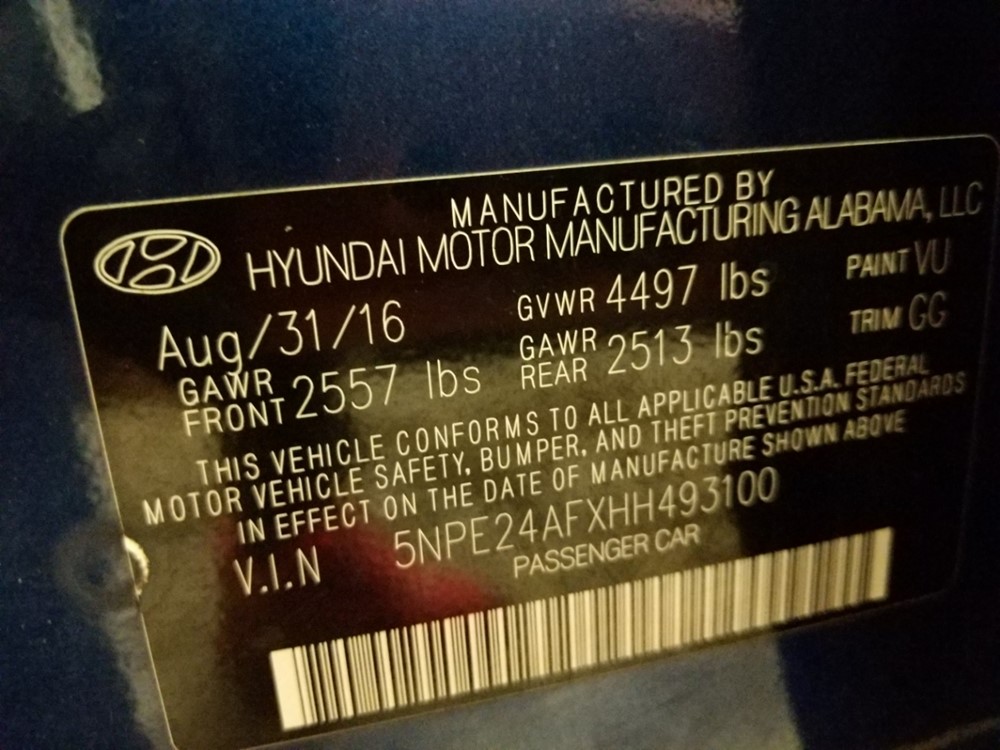 MANUFACTURED BY
HYUNDAI MOTOR MANUFACTURING ALABAMA, LLC
Aug/31/16 GVWR 4497 lbs PAINT VU
GAWR FRONT 2557 lbs GAWR REAR 2513 lbs TRIM GG
THIS VEHICLE CONFORMS TO ALL APPLICABLE U.S.A. FEDERAL
MOTOR VEHICLE SAFETY, BUMPER, AND THEFT PREVENTION STANDARDS
IN EFFECT ON THE DATE OF MANUFACTURE SHOWN ABOVE
V.I.N 5NPE24AFXHH493100
PASSENGER CAR